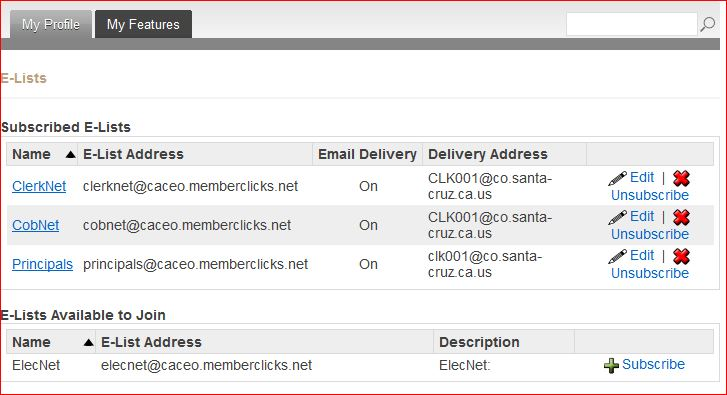 My Profile My Features
E-Lists
Subscribed E-Lists
Name E-List Address Email Delivery Delivery Address
ClerkNet clerknet@caceo.memberclicks.net On CLK001@co.santa-cruz.ca.us Edit | Unsubscribe
CobNet cobnet@caceo.memberclicks.net On CLK001@co.santa-cruz.ca.us Edit | Unsubscribe
Principals principals@caceo.memberclicks.net On clk001@co.santa-cruz.ca.us Edit | Unsubscribe
E-Lists Available to Join
Name E-List Address Description
ElecNet elecnet@caceo.memberclicks.net ElecNet: Subscribe